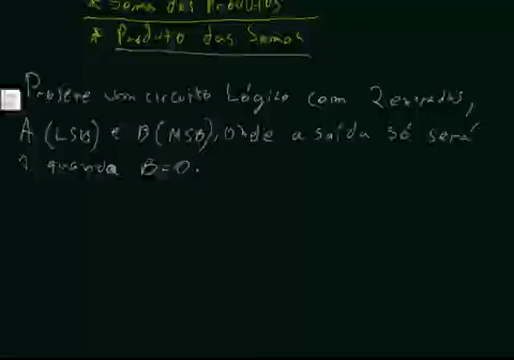 * Soma dos Produtos
* Produto das Somas
Projete um circuito Lógico com 2 entradas,
A (LSB) e B (MSB), onde a saída só será
1 quando B=0.